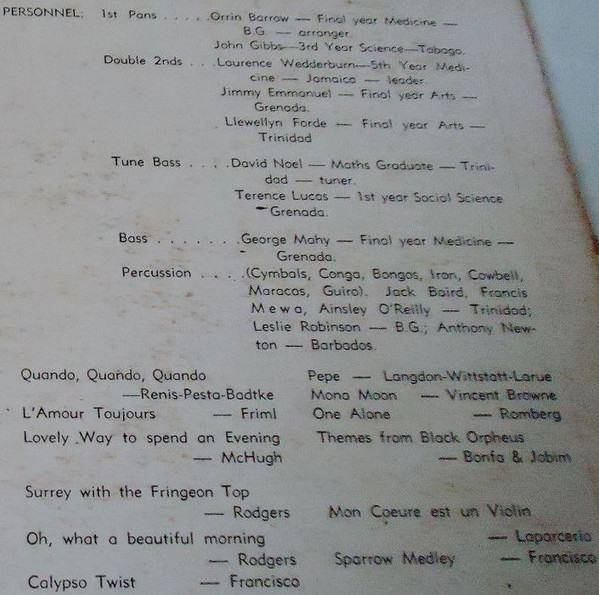 PERSONNEL: 1st Pans . . . . . Orrin Barrow — Final year Medicine —
B.G. — arranger.
John Gibbs—3rd Year Science—Tobago.
Double 2nds . . . Laurence Wedderburn—5th Year Medi-
cine — Jamaica — leader.
Jimmy Emmanuel — Final year Arts —
Grenada.
Llewellyn Forde — Final year Arts —
Trinidad
Tune Bass . . . . David Noel — Maths Graduate — Trini-
dad — tuner.
Terence Lucas — 1st year Social Science
Grenada.
Bass . . . . . . . George Mahy — Final year Medicine —
Grenada.
Percussion . . . . (Cymbals, Conga, Bongos, Iron, Cowbell,
Maracas, Guiro). Jack Baird, Francis
Mewa, Ainsley O'Reilly — Trinidad;
Leslie Robinson — B.G.; Anthony New-
ton — Barbados.
Quando, Quando, Quando
—Renis-Pesta-Badtke
L'Amour Toujours — Friml
Lovely Way to spend an Evening
— McHugh
Surrey with the Fringeon Top
— Rodgers
Oh, what a beautiful morning
— Rodgers
Calypso Twist — Francisco
Pepe — Langdon-Wittstatt-Larue
Mona Moon — Vincent Browne
One Alone — Romberg
Themes from Black Orpheus
— Bonfa & Jobim
Mon Coeure est un Violin
— Laparceria
Sparrow Medley — Francisco